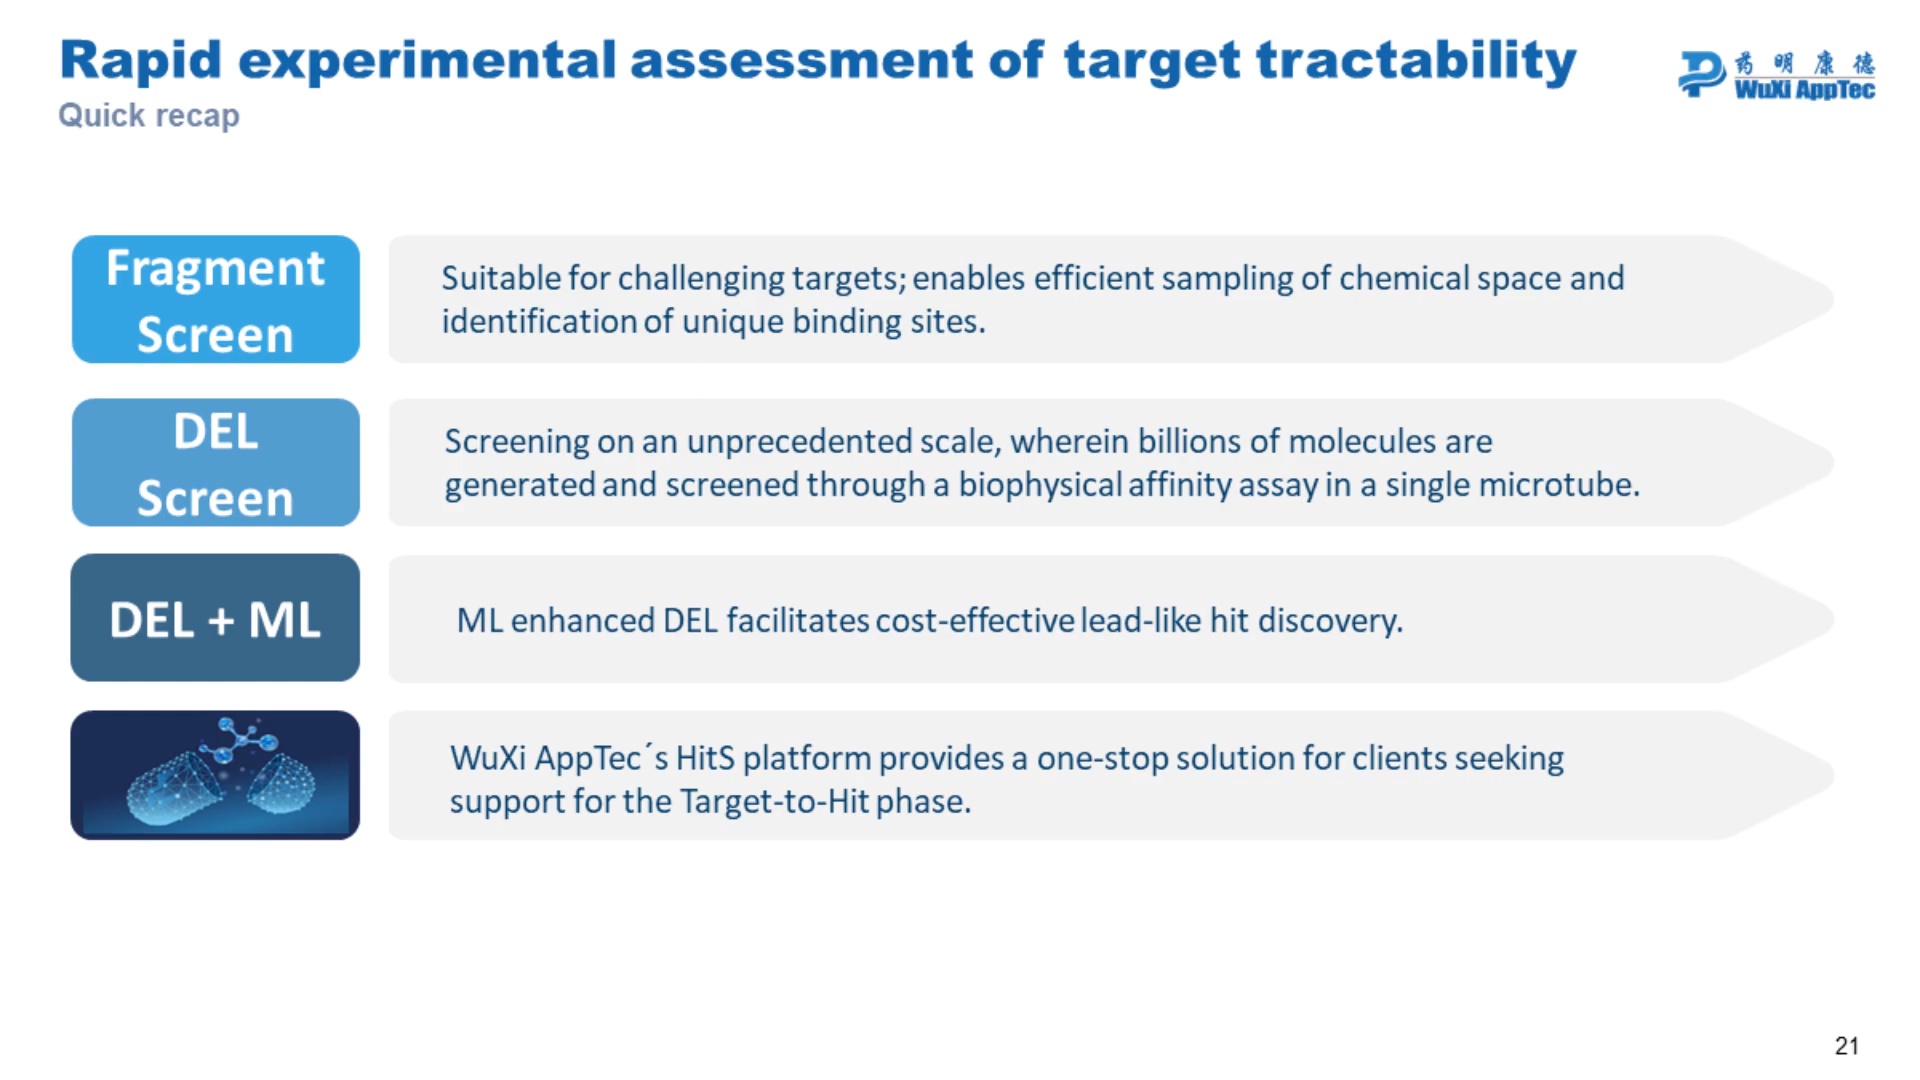 Rapid experimental assessment of target tractability
Quick recap
药 明 康 德
WuXi AppTec
Fragment
Screen
Suitable for challenging targets; enables efficient sampling of chemical space and
identification of unique binding sites.
DEL
Screen
Screening on an unprecedented scale, wherein billions of molecules are
generated and screened through a biophysical affinity assay in a single microtube.
DEL + ML
ML enhanced DEL facilitates cost-effective lead-like hit discovery.
WuXi AppTec´s HitS platform provides a one-stop solution for clients seeking
support for the Target-to-Hit phase.
21